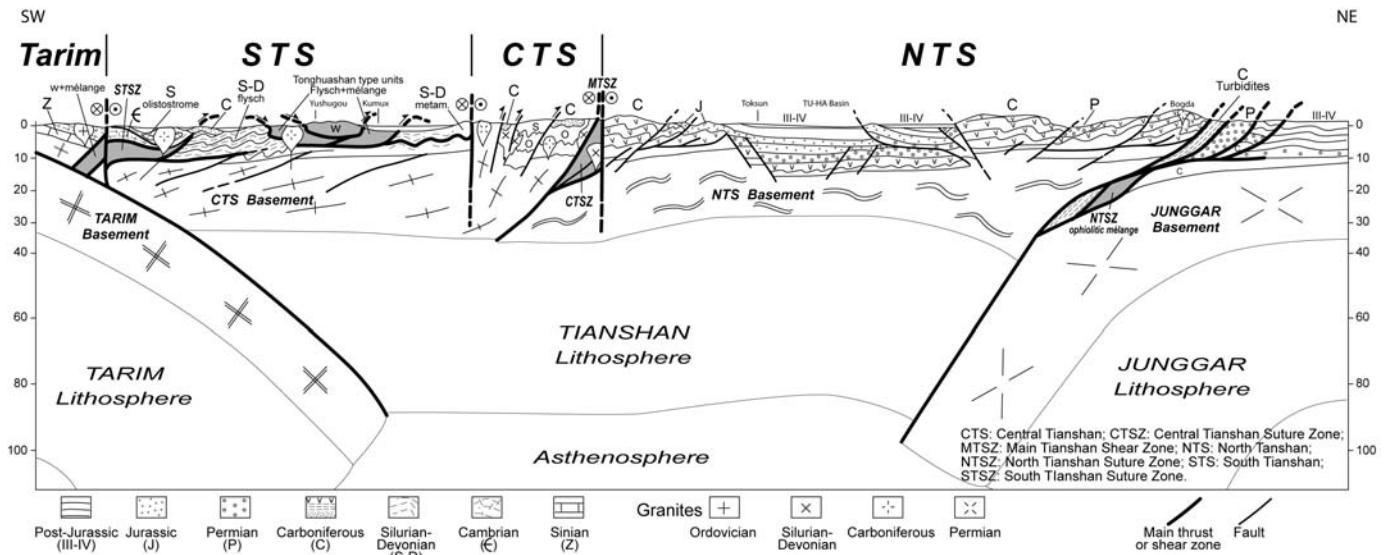 SW NE
Tarim STS CTS NTS
w+mélange
Z
STSZ
Є
S
olistostrome
C
S-D
flysch
Tonghuashan type units
Flysch+mélange
Yushugou Kumux
W
S-D
metam.
C
S
C
MTSZ
C
J
Toksun TU-HA Basin
III-IV III-IV
C
P
Bogda
C
Turbidites
P
III-IV
0
10
20
30
40
60
80
100
0
10
20
30
40
60
80
100
TARIM
Basement
CTS Basement
CTSZ
NTS Basement
C
NTSZ
ophiolitic mélange
JUNGGAR
Basement
TARIM
Lithosphere
TIANSHAN
Lithosphere
JUNGGAR
Lithosphere
Asthenosphere
CTS: Central Tianshan; CTSZ: Central Tianshan Suture Zone;
MTSZ: Main Tianshan Shear Zone; NTS: North Tanshan;
NTSZ: North Tianshan Suture Zone; STS: South Tianshan;
STSZ: South TIanshan Suture Zone.
Post-Jurassic
(III-IV)
Jurassic
(J)
Permian
(P)
Carboniferous
(C)
Silurian-
Devonian
(S-D)
Cambrian
(Є)
Sinian
(Z)
Granites
Ordovician
Silurian-
Devonian
Carboniferous
Permian
Main thrust
or shear zone
Fault